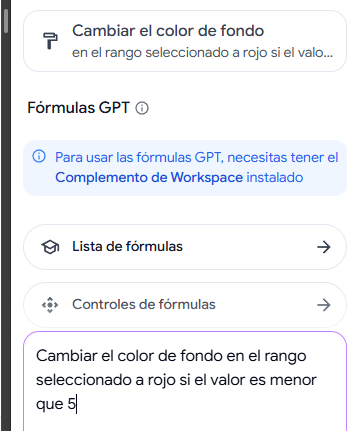 Cambiar el color de fondo
en el rango seleccionado a rojo si el valo...
Fórmulas GPT
Para usar las fórmulas GPT, necesitas tener el
Complemento de Workspace instalado
Lista de fórmulas
Controles de fórmulas
Cambiar el color de fondo en el rango
seleccionado a rojo si el valor es menor
que 5